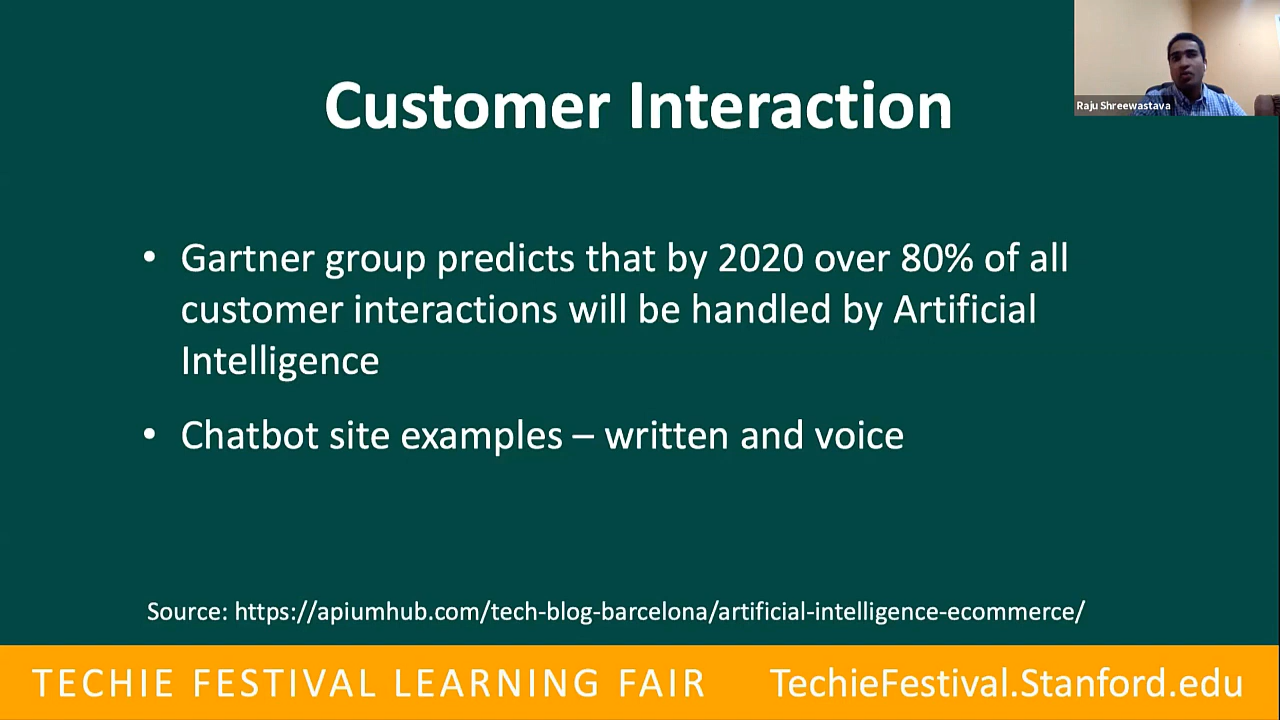 Customer Interaction
Raju Shreewastava
• Gartner group predicts that by 2020 over 80% of all
customer interactions will be handled by Artificial
Intelligence
• Chatbot site examples – written and voice
Source: https://apiumhub.com/tech-blog-barcelona/artificial-intelligence-ecommerce/
TECHIE FESTIVAL LEARNING FAIR TechieFestival.Stanford.edu